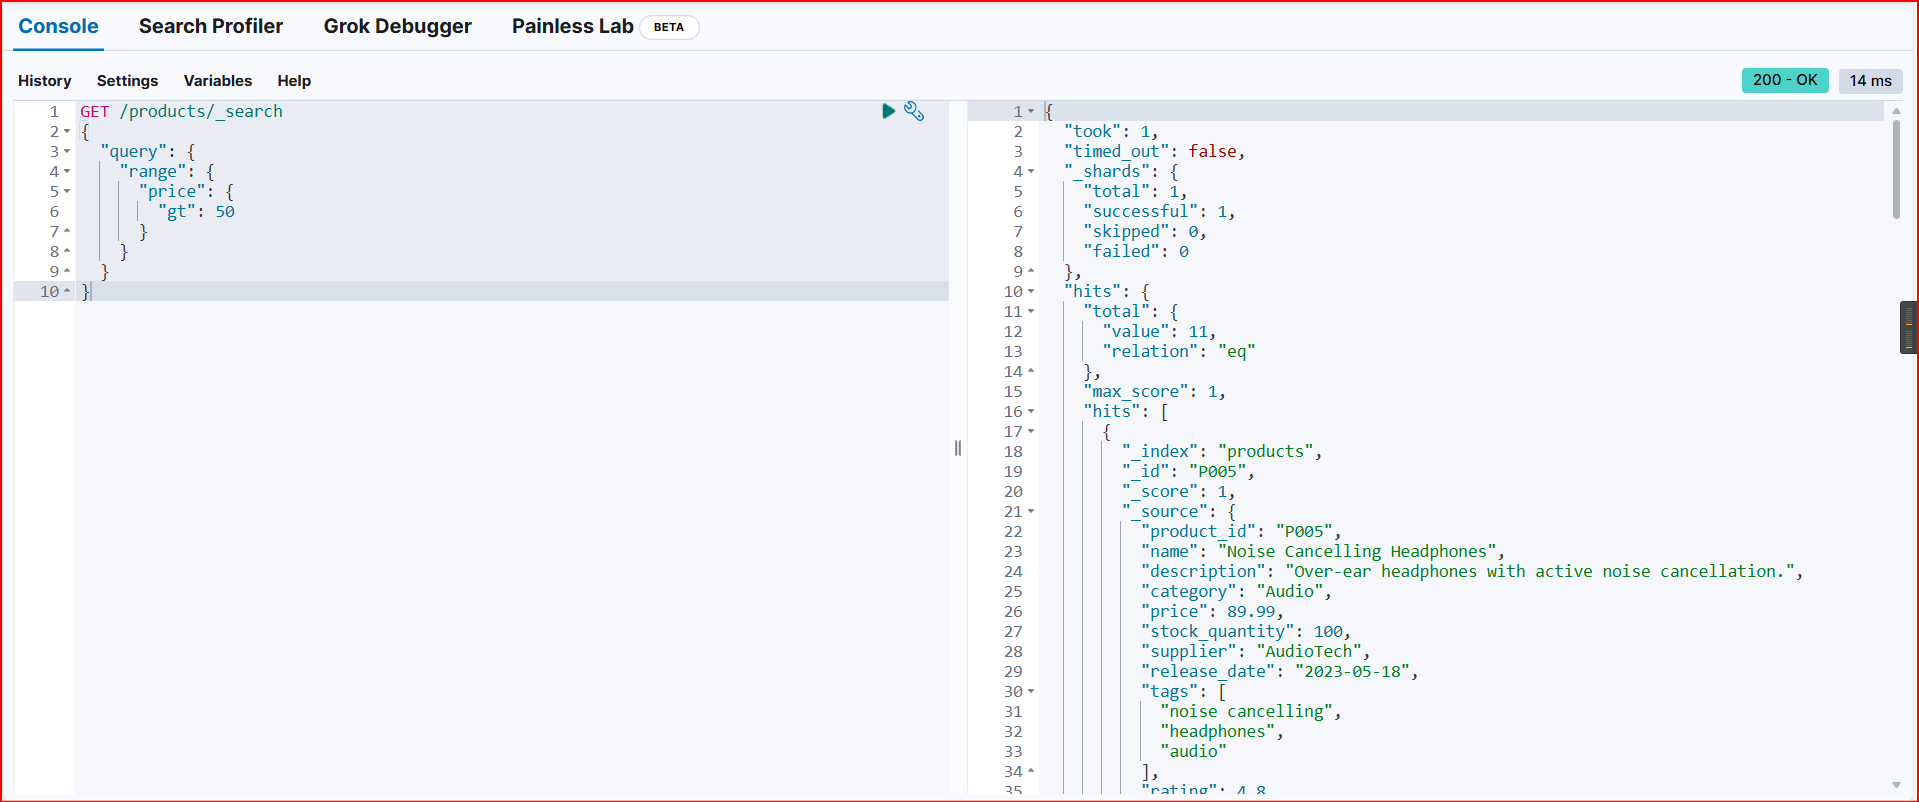 Console Search Profiler Grok Debugger Painless Lab BETA
History Settings Variables Help 200 - OK 14 ms
1 GET /products/_search
2 {
3 "query": {
4 "range": {
5 "price": {
6 "gt": 50
7 }
8 }
9 }
10 }
1 {
2 "took": 1,
3 "timed_out": false,
4 "_shards": {
5 "total": 1,
6 "successful": 1,
7 "skipped": 0,
8 "failed": 0
9 },
10 "hits": {
11 "total": {
12 "value": 11,
13 "relation": "eq"
14 },
15 "max_score": 1,
16 "hits": [
17 {
18 "_index": "products",
19 "_id": "P005",
20 "_score": 1,
21 "_source": {
22 "product_id": "P005",
23 "name": "Noise Cancelling Headphones",
24 "description": "Over-ear headphones with active noise cancellation.",
25 "category": "Audio",
26 "price": 89.99,
27 "stock_quantity": 100,
28 "supplier": "AudioTech",
29 "release_date": "2023-05-18",
30 "tags": [
31 "noise cancelling",
32 "headphones",
33 "audio"
34 ],
35 "rating": 4.8